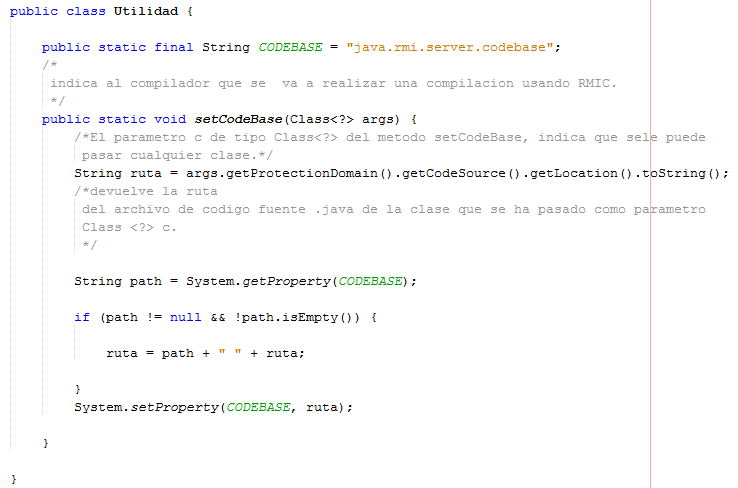 public class Utilidad {
public static final String CODEBASE = "java.rmi.server.codebase";
/*
indica al compilador que se  va a realizar una compilacion usando RMIC.
*/
public static void setCodeBase(Class<?> args) {
/*El parametro c de tipo Class<?> del metodo setCodeBase, indica que sele puede
pasar cualquier clase.*/
String ruta = args.getProtectionDomain().getCodeSource().getLocation().toString();
/*devuelve la ruta
del archivo de codigo fuente .java de la clase que se ha pasado como parametro
Class <?> c.
*/
String path = System.getProperty(CODEBASE);
if (path != null && !path.isEmpty()) {
ruta = path + " " + ruta;
}
System.setProperty(CODEBASE, ruta);
}
}